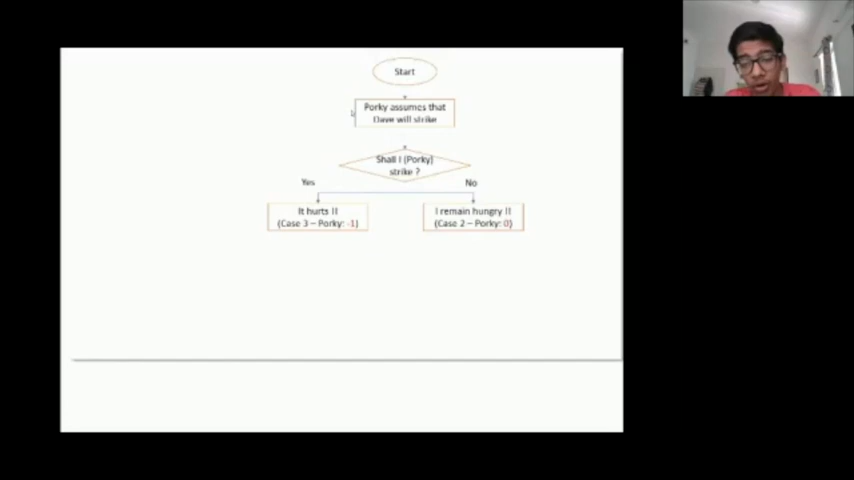 Start
Porky assumes that
Dave will strike
Shall I (Porky)
strike ?
Yes
No
It hurts !!
(Case 3 – Porky: -1)
I remain hungry !!
(Case 2 – Porky: 0)